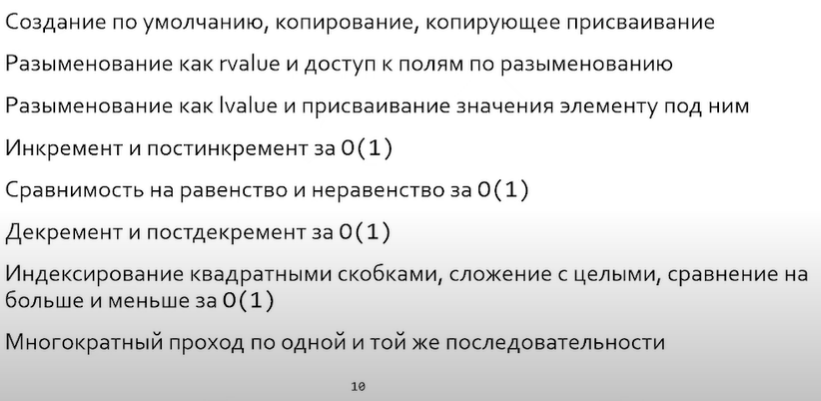 Создание по умолчанию, копирование, копирующее присваивание
Разыменование как rvalue и доступ к полям по разыменованию
Разыменование как lvalue и присваивание значения элементу под ним
Инкремент и постинкремент за O(1)
Сравнимость на равенство и неравенство за O(1)
Декремент и постдекремент за O(1)
Индексирование квадратными скобками, сложение с целыми, сравнение на
больше и меньше за O(1)
Многократный проход по одной и той же последовательности
10